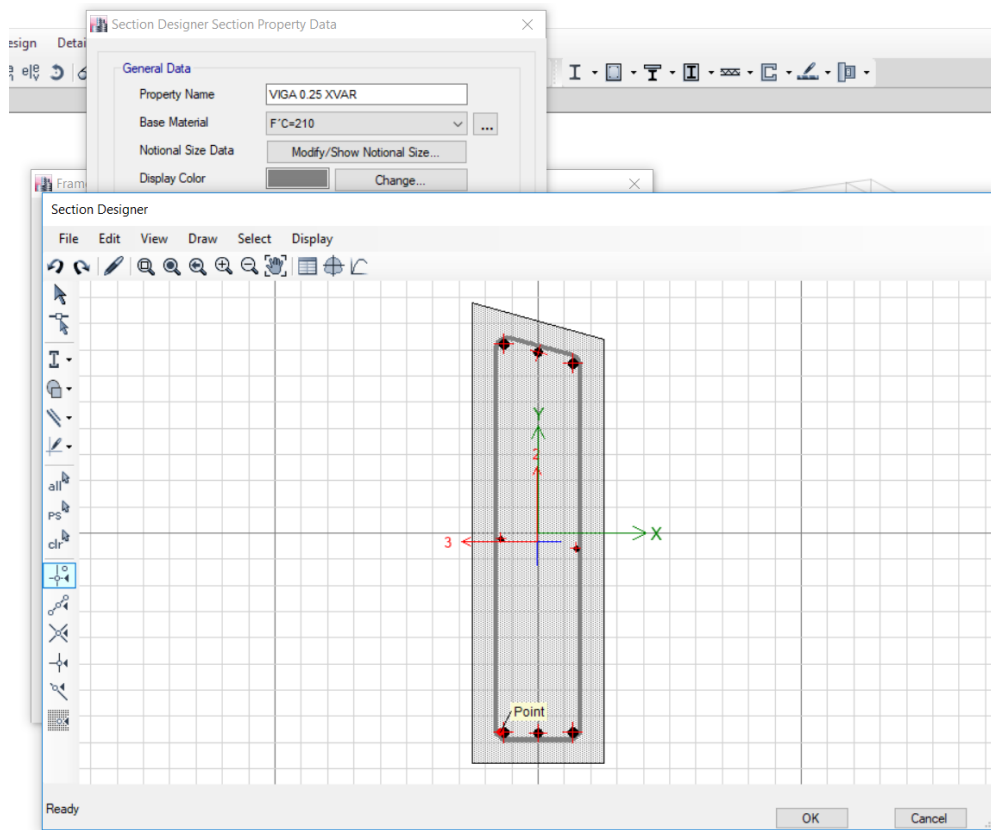 Section Designer Section Property Data
esign Detai
General Data
Property Name VIGA 0.25 XVAR
Base Material F´C=210 ...
Notional Size Data Modify/Show Notional Size...
Display Color Change...
Fram
Section Designer
File Edit View Draw Select Display
all
PS
clr
Y
2
3
X
Point
Ready
OK Cancel